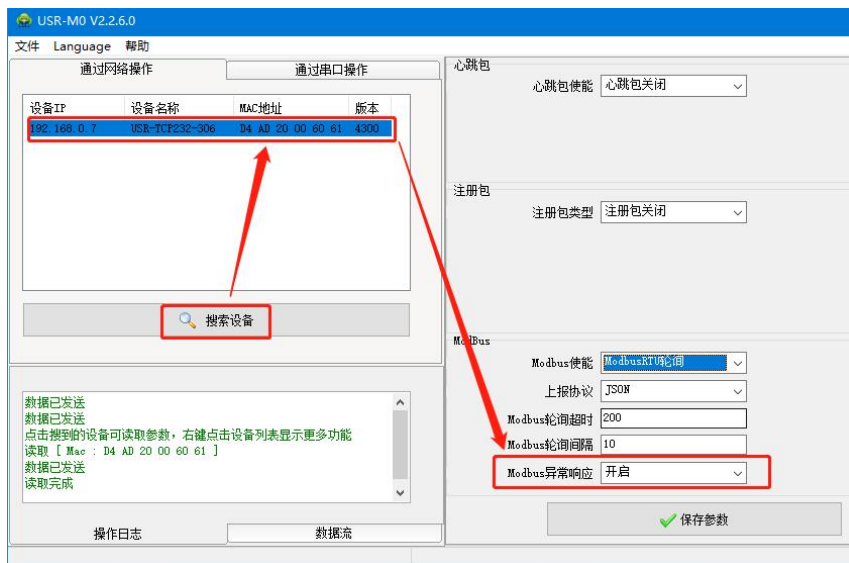 USR-M0 V2.2.6.0
文件 Language 帮助
通过网络操作 通过串口操作
设备IP 设备名称 MAC地址 版本
192.168.0.7 USR-TCP232-306 D4 AD 20 00 60 61 4300
搜索设备
数据已发送
数据已发送
点击搜到的设备可读取参数，右键点击设备列表显示更多功能
读取 [ Mac : D4 AD 20 00 60 61 ]
数据已发送
读取完成
操作日志 数据流
心跳包
心跳包使能 心跳包关闭
注册包
注册包类型 注册包关闭
ModBus
Modbus使能 ModbusRTU轮询
上报协议 JSON
Modbus轮询超时 200
Modbus轮询间隔 10
Modbus异常响应 开启
保存参数